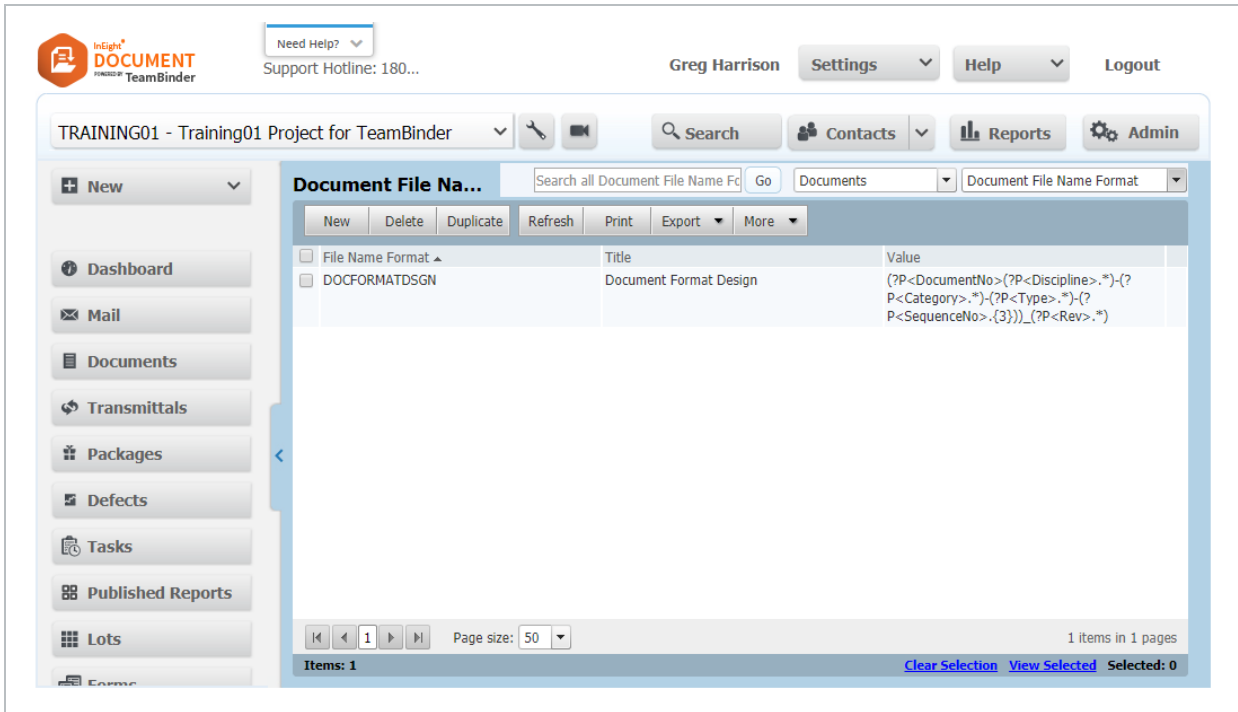 InEight
DOCUMENT
POWERED BY TeamBinder
Need Help?
Support Hotline: 180...
Greg Harrison
Settings
Help
Logout
TRAINING01 - Training01 Project for TeamBinder
Search
Contacts
Reports
Admin
New
Dashboard
Mail
Documents
Transmittals
Packages
Defects
Tasks
Published Reports
Lots
Forms
Document File Na...
Search all Document File Name Fo
Go
Documents
Document File Name Format
New Delete Duplicate Refresh Print Export More
File Name Format Title Value
DOCFORMATDSGN Document Format Design (?P<DocumentNo>(?P<Discipline>.*)-(?
P<Category>.*)-(?P<Type>.*)-(?
P<SequenceNo>.{3}))_(?P<Rev>.*)
1 Page size: 50 1 items in 1 pages
Items: 1 Clear Selection View Selected Selected: 0